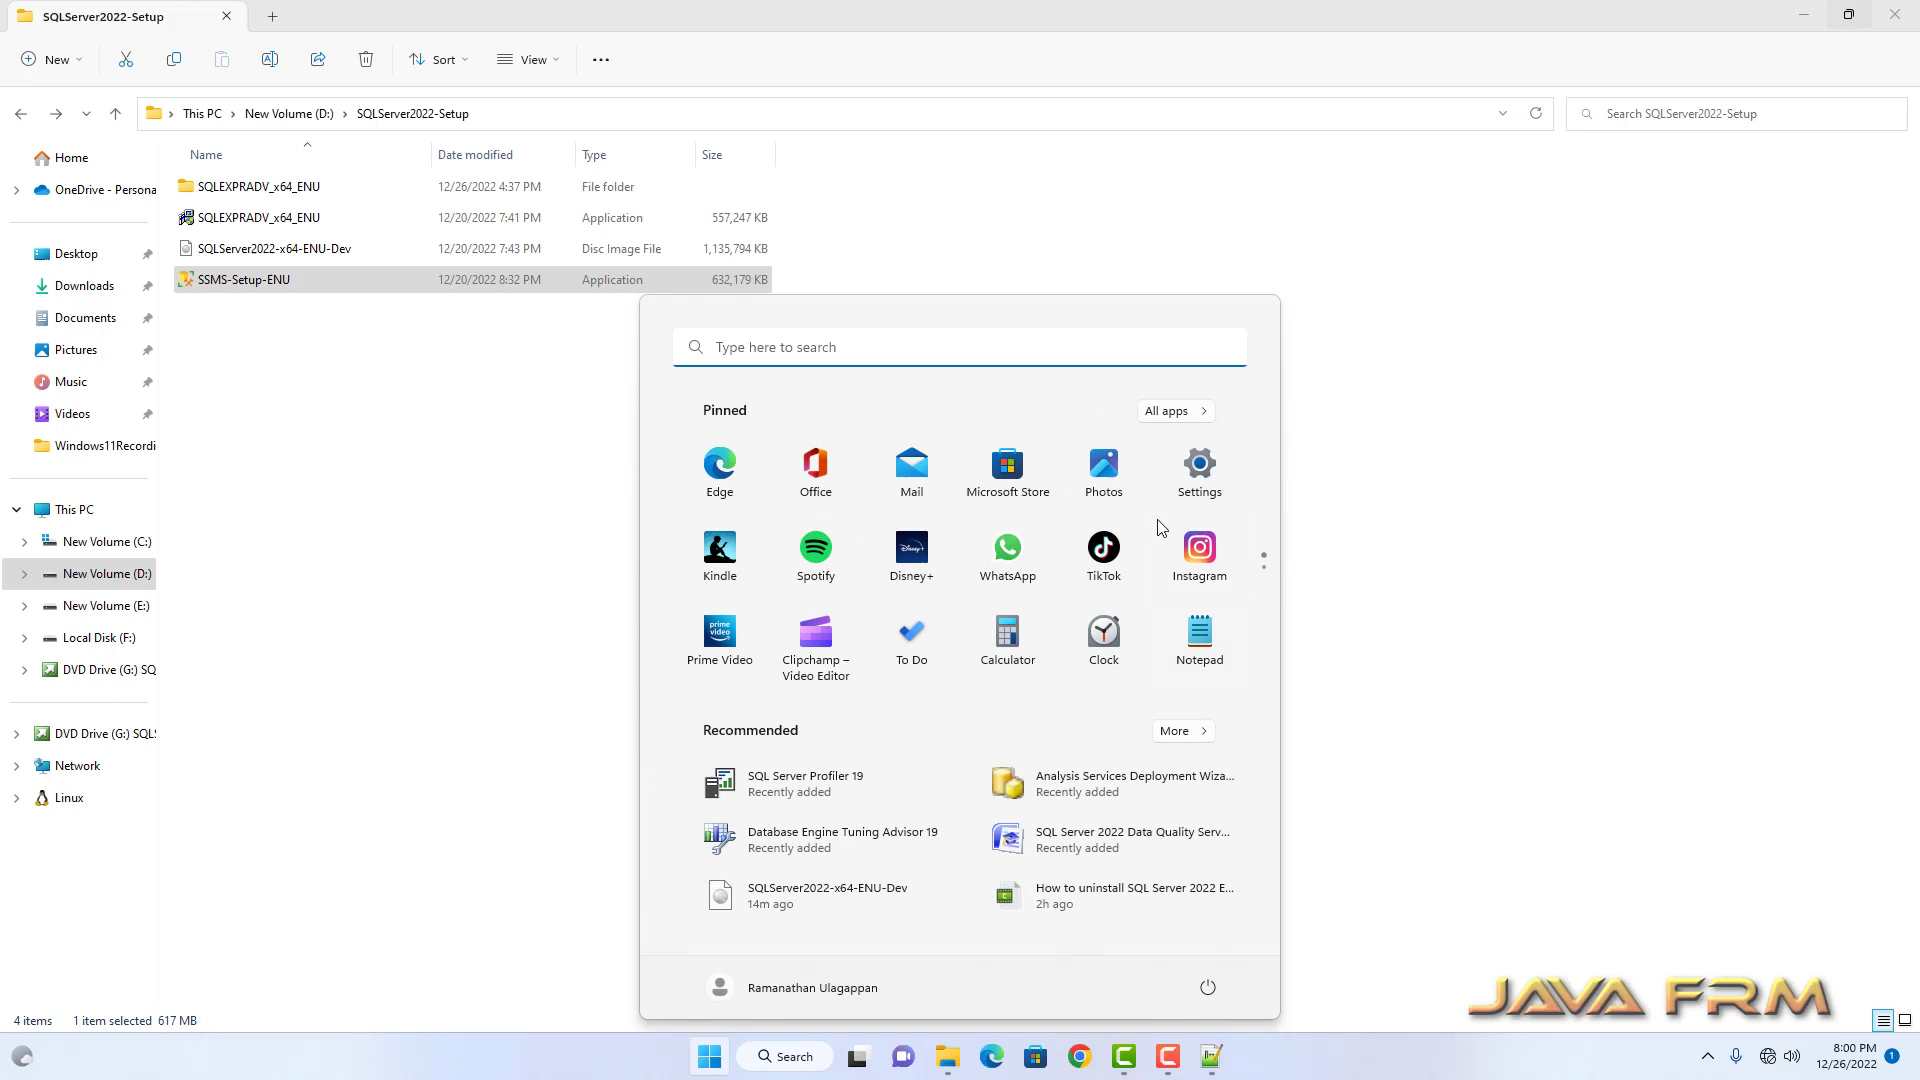 SQLServer2022-Setup
New
Sort
View
This PC
New Volume (D:)
SQLServer2022-Setup
Search SQLServer2022-Setup
Name
Date modified
Type
Size
SQLEXPRADV_x64_ENU 12/26/2022 4:37 PM File folder
SQLEXPRADV_x64_ENU 12/20/2022 7:41 PM Application 557,247 KB
SQLServer2022-x64-ENU-Dev 12/20/2022 7:43 PM Disc Image File 1,135,794 KB
SSMS-Setup-ENU 12/20/2022 8:32 PM Application 632,179 KB
Home
OneDrive - Persona
Desktop
Downloads
Documents
Pictures
Music
Videos
Windows11Recordi
This PC
New Volume (C:)
New Volume (D:)
New Volume (E:)
Local Disk (F:)
DVD Drive (G:) SQ
DVD Drive (G:) SQLS
Network
Linux
Type here to search
Pinned
All apps
Edge
Office
Mail
Microsoft Store
Photos
Settings
Kindle
Spotify
Disney+
Disney+
WhatsApp
TikTok
Instagram
prime
video
Prime Video
Clipchamp –
Video Editor
To Do
Calculator
Clock
Notepad
Recommended
More
SQL Server Profiler 19
Recently added
Analysis Services Deployment Wiza...
Recently added
Database Engine Tuning Advisor 19
Recently added
SQL Server 2022 Data Quality Serv...
Recently added
SQLServer2022-x64-ENU-Dev
14m ago
How to uninstall SQL Server 2022 E...
2h ago
Ramanathan Ulagappan
JAVA FRM
4 items
1 item selected 617 MB
Search
8:00 PM
12/26/2022
1